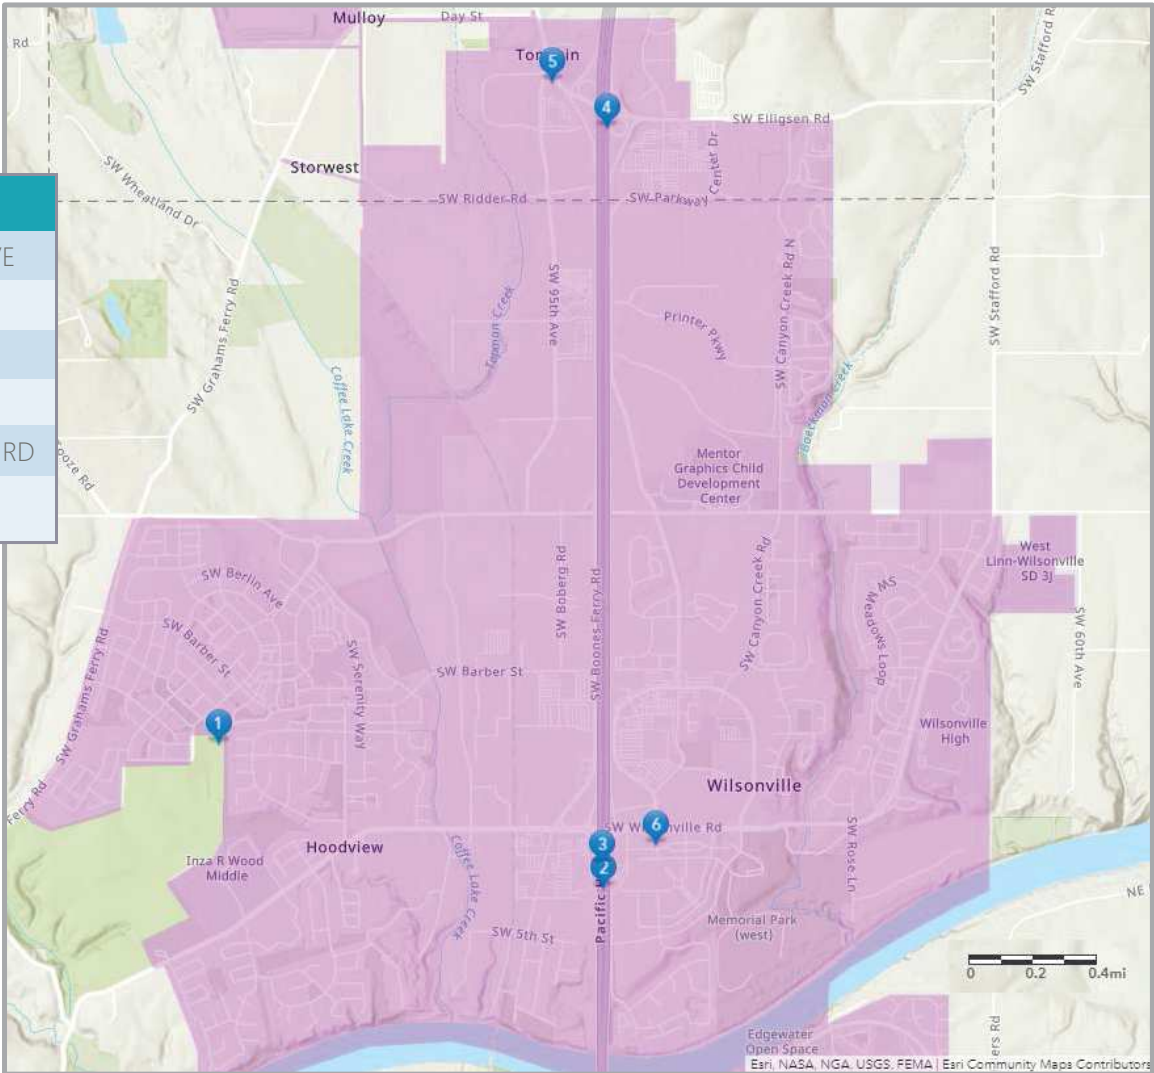 Mulloy
Day St
Rd
5
4
SW Stafford R
SW Elligsen Rd
Center Dr
Storwest
SW Wheatland Dr
SW Ridder Rd
SW Parkway
RD
SW Grahams Ferry Rd
Coffee Lake Creek
Tapman Creek
SW 95th Ave
Printer Pkwy
SW Canyon Creek Rd N
Boeckman Creek
SW Stafford Rd
Mentor
Graphics Child
Development
Center
SW Berlin Ave
SW Barber St
SW Grahams Ferry Rd
SW Serenity Way
SW Barber St
SW Boberg Rd
SW Boones Ferry Rd
SW Canyon Creek Rd
SW Meadows Loop
West
Linn-Wilsonville
SD 3J
SW 60th Ave
1
Wilsonville
High
Wilsonville
Ferry Rd
6
3
2
Hoodview
Inza R Wood
Middle
Coffee Lake Creek
SW 5th St
Pacific
SW Rose Ln
Memorial Park
(west)
NE
0 0.2 0.4mi
Edgewater
Open Space
ers Rd
Esri, NASA, NGA, USGS, FEMA | Esri Community Maps Contributors